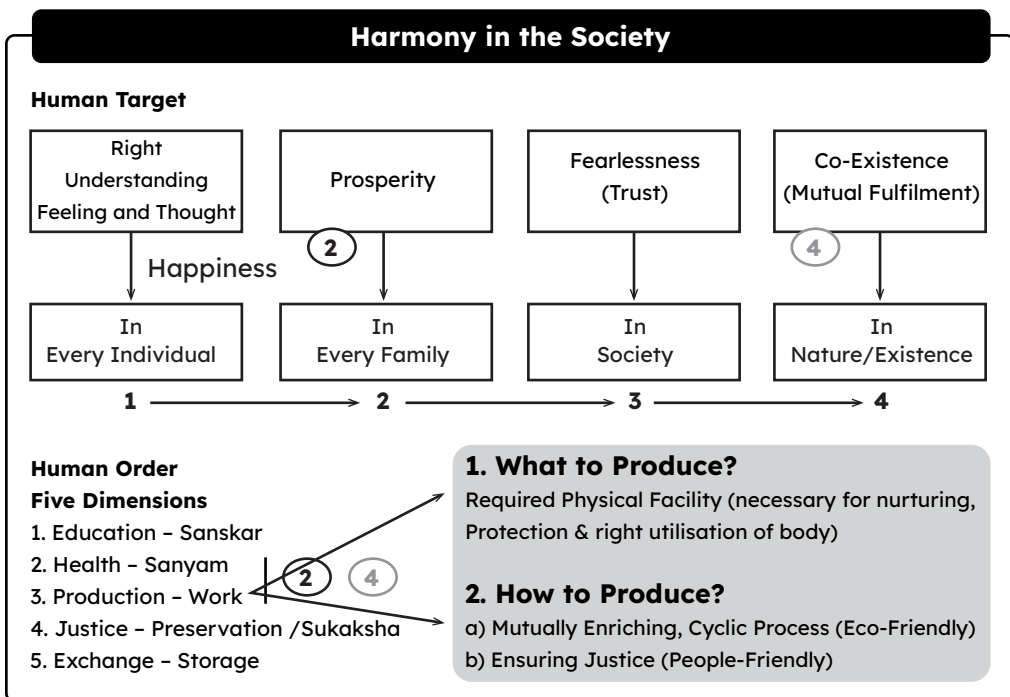 Harmony in the Society
Human Target
Right
Understanding
Feeling and Thought
Prosperity
Fearlessness
(Trust)
Co-Existence
(Mutual Fulfilment)
2
4
Happiness
In
Every Individual
In
Every Family
In
Society
In
Nature/Existence
1
2
3
4
Human Order
Five Dimensions
1. Education – Sanskar
2. Health – Sanyam
3. Production – Work
4. Justice – Preservation /Sukaksha
5. Exchange – Storage
2
4
1. What to Produce?
Required Physical Facility (necessary for nurturing,
Protection & right utilisation of body)
2. How to Produce?
a) Mutually Enriching, Cyclic Process (Eco-Friendly)
b) Ensuring Justice (People-Friendly)